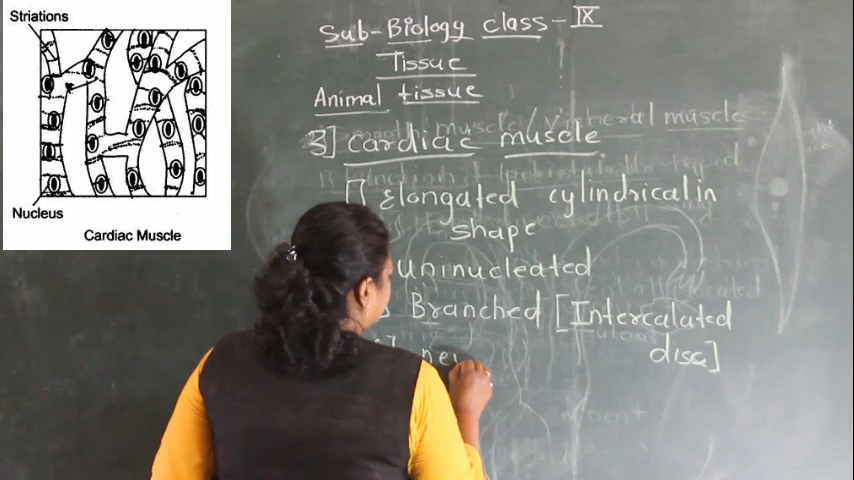 Striations
Nucleus
Cardiac Muscle
Sub-Biology class - IX
Tissue
Animal tissue
3] cardiac muscle
1] Elongated cylindrical in
shape
uninucleated
Branched [Intercalated
disc]